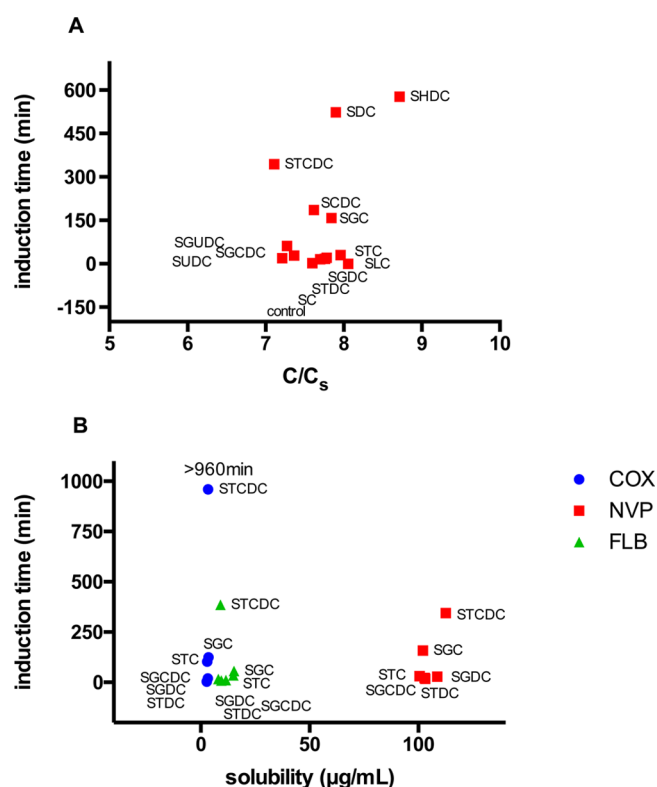 A
induction time (min)
600
450
300
150
0
-150
SHDC
SDC
STCDC
SCDC
SGC
SGUDC
SGCDC
SUDC
STC
SLC
SGDC
STDC
SC
control
5
6
7
8
9
10
C/Cs
B
induction time (min)
1000
750
500
250
0
>960min
STCDC
STCDC
STCDC
SGC
STC
SGCDC
SGDC
STDC
SGC
STC
SGDC
STDC
SGCDC
SGC
STC
SGDC
SGCDC
STDC
0
50
100
solubility (µg/mL)
COX
NVP
FLB